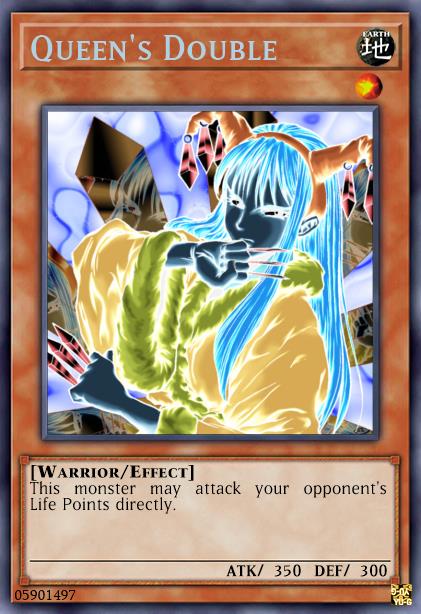 Queen's Double
EARTH
地
[Warrior/Effect]
This monster may attack your opponent's
Life Points directly.
ATK/ 350 DEF/ 300
05901497